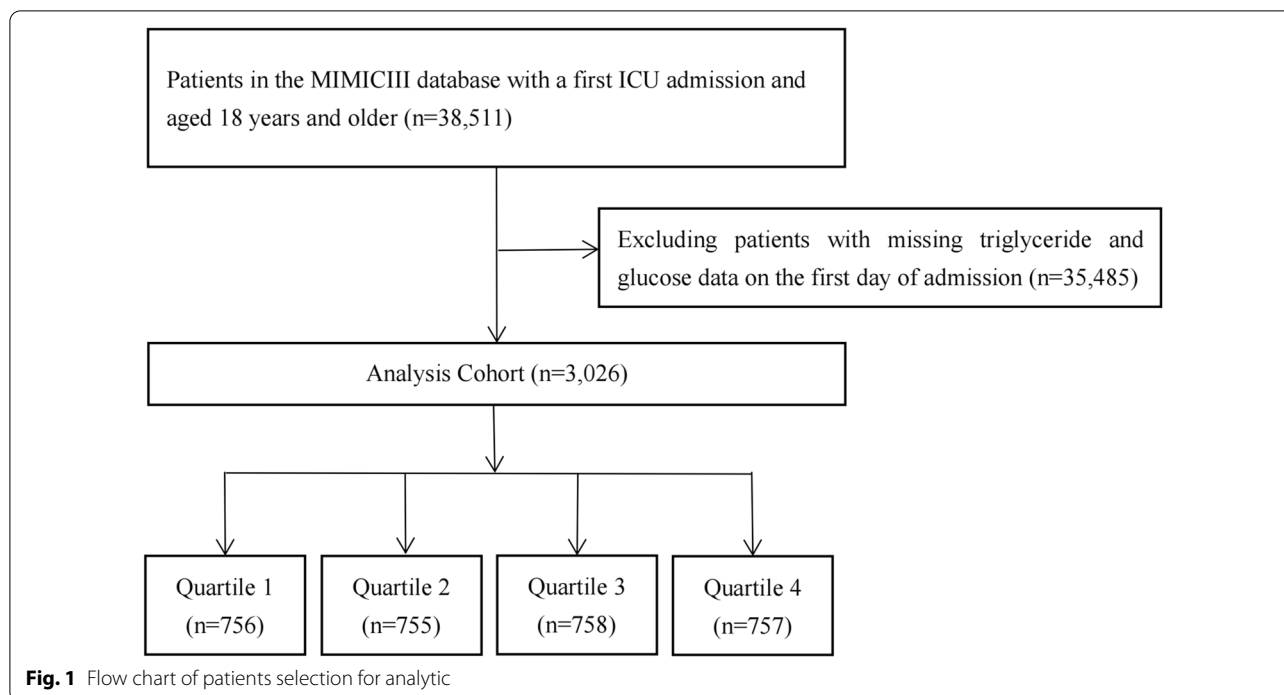 Patients in the MIMICIII database with a first ICU admission and
aged 18 years and older (n=38,511)
Excluding patients with missing triglyceride and
glucose data on the first day of admission (n=35,485)
Analysis Cohort (n=3,026)
Quartile 1
(n=756)
Quartile 2
(n=755)
Quartile 3
(n=758)
Quartile 4
(n=757)
Fig. 1 Flow chart of patients selection for analytic